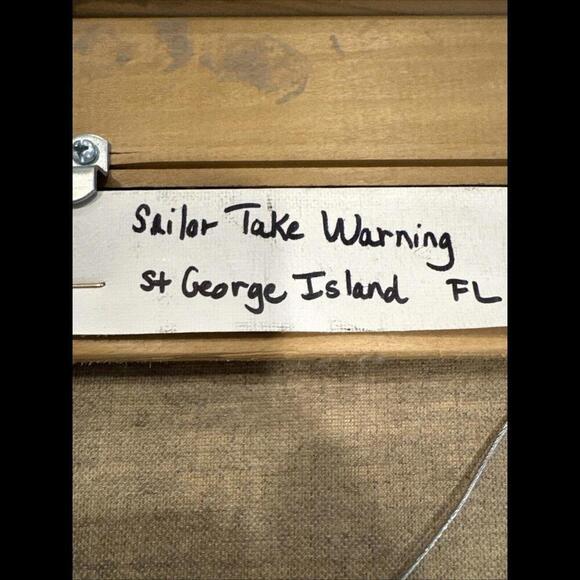 Sailor Take Warning
St George Island FL